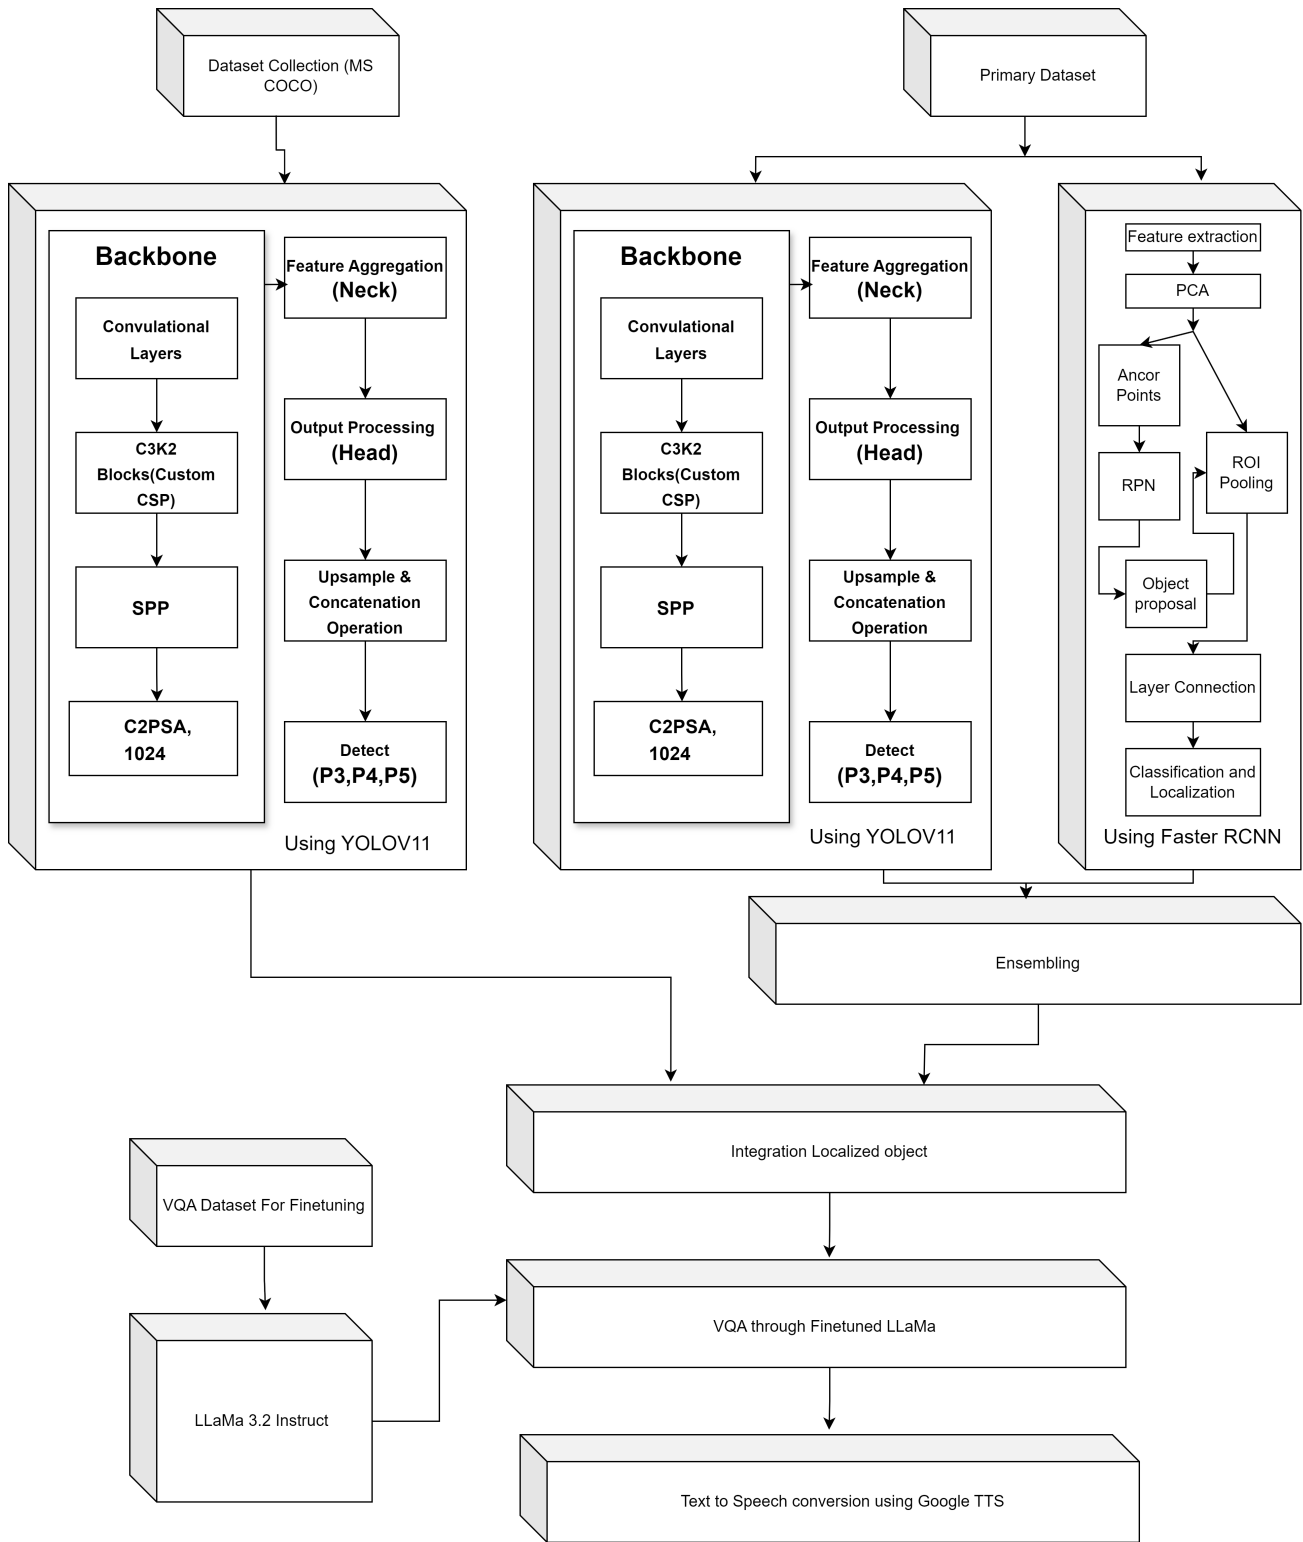 Dataset Collection (MS
COCO)
Primary Dataset
Backbone
Convulational
Layers
C3K2
Blocks(Custom
CSP)
SPP
C2PSA,
1024
Feature Aggregation
(Neck)
Output Processing
(Head)
Upsample &
Concatenation
Operation
Detect
(P3,P4,P5)
Using YOLOV11
Backbone
Convulational
Layers
C3K2
Blocks(Custom
CSP)
SPP
C2PSA,
1024
Feature Aggregation
(Neck)
Output Processing
(Head)
Upsample &
Concatenation
Operation
Detect
(P3,P4,P5)
Using YOLOV11
Feature extraction
PCA
Ancor
Points
RPN
ROI
Pooling
Object
proposal
Layer Connection
Classification and
Localization
Using Faster RCNN
Ensembling
Integration Localized object
VQA Dataset For Finetuning
LLaMa 3.2 Instruct
VQA through Finetuned LLaMa
Text to Speech conversion using Google TTS